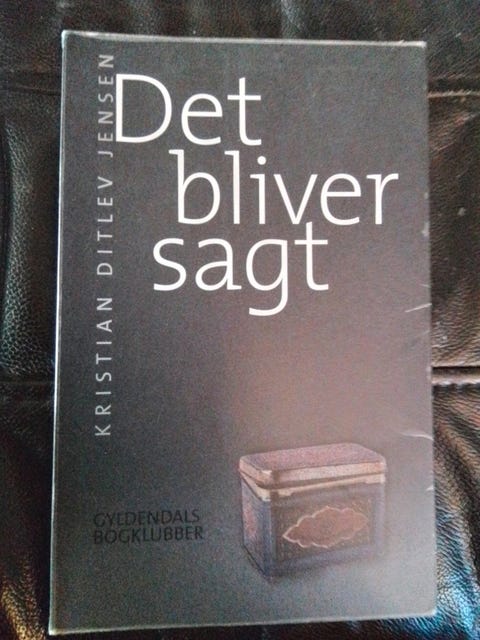 KRISTIAN DITLEV JENSEN
Det
bliver
sagt
GYLDENDALS
BOGKLUBBER